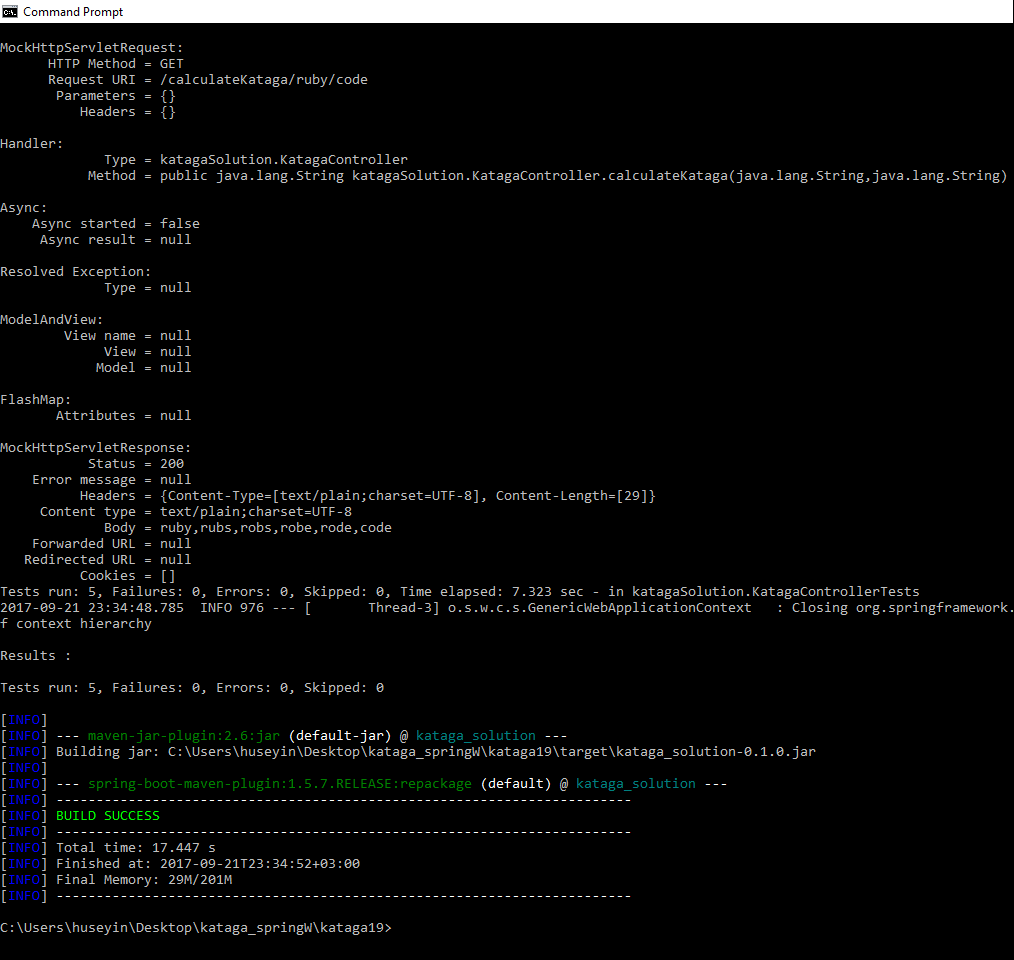 Command Prompt
MockHttpServletRequest:
HTTP Method = GET
Request URI = /calculateKataga/ruby/code
Parameters = {}
Headers = {}
Handler:
Type = katagaSolution.KatagaController
Method = public java.lang.String katagaSolution.KatagaController.calculateKataga(java.lang.String,java.lang.String)
Async:
Async started = false
Async result = null
Resolved Exception:
Type = null
ModelAndView:
View name = null
View = null
Model = null
FlashMap:
Attributes = null
MockHttpServletResponse:
Status = 200
Error message = null
Headers = {Content-Type=[text/plain;charset=UTF-8], Content-Length=[29]}
Content type = text/plain;charset=UTF-8
Body = ruby,rubs,robs,robe,rode,code
Forwarded URL = null
Redirected URL = null
Cookies = []
Tests run: 5, Failures: 0, Errors: 0, Skipped: 0, Time elapsed: 7.323 sec - in katagaSolution.KatagaControllerTests
2017-09-21 23:34:48.785  INFO 976 --- [       Thread-3] o.s.w.c.s.GenericWebApplicationContext   : Closing org.springframework.
f context hierarchy
Results :
Tests run: 5, Failures: 0, Errors: 0, Skipped: 0
[INFO]
[INFO] --- maven-jar-plugin:2.6:jar (default-jar) @ kataga_solution ---
[INFO] Building jar: C:\Users\huseyin\Desktop\kataga_springW\kataga19\target\kataga_solution-0.1.0.jar
[INFO]
[INFO] --- spring-boot-maven-plugin:1.5.7.RELEASE:repackage (default) @ kataga_solution ---
[INFO] ------------------------------------------------------------------------
[INFO] BUILD SUCCESS
[INFO] ------------------------------------------------------------------------
[INFO] Total time: 17.447 s
[INFO] Finished at: 2017-09-21T23:34:52+03:00
[INFO] Final Memory: 29M/201M
[INFO] ------------------------------------------------------------------------
C:\Users\huseyin\Desktop\kataga_springW\kataga19>